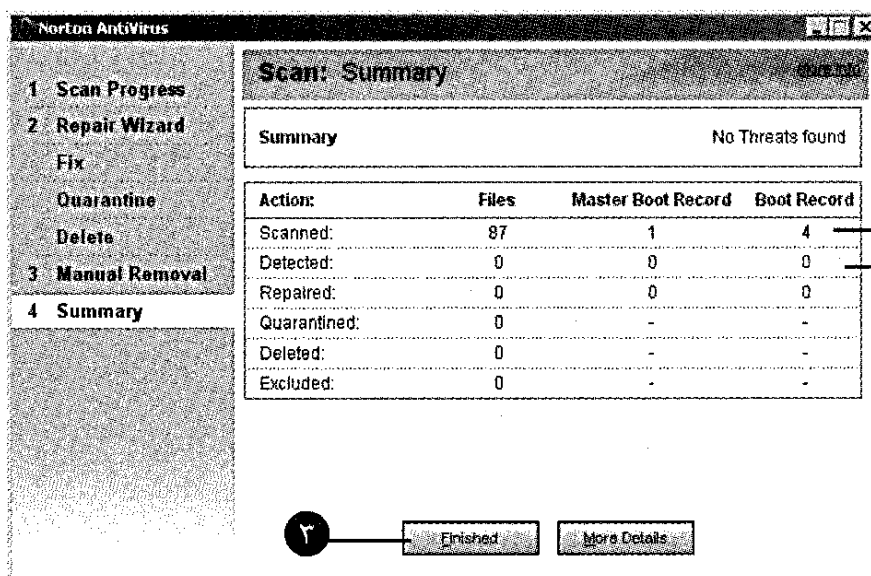 Norton AntiVirus
1 Scan Progress
2 Repair Wizard
Fix
Quarantine
Delete
3 Manual Removal
4 Summary
Scan: Summary
More Info
Summary No Threats found
Action: Files Master Boot Record Boot Record
Scanned: 87 1 4
Detected: 0 0 0
Repaired: 0 0 0
Quarantined: 0 - -
Deleted: 0 - -
Excluded: 0 - -
٣
Finished More Details